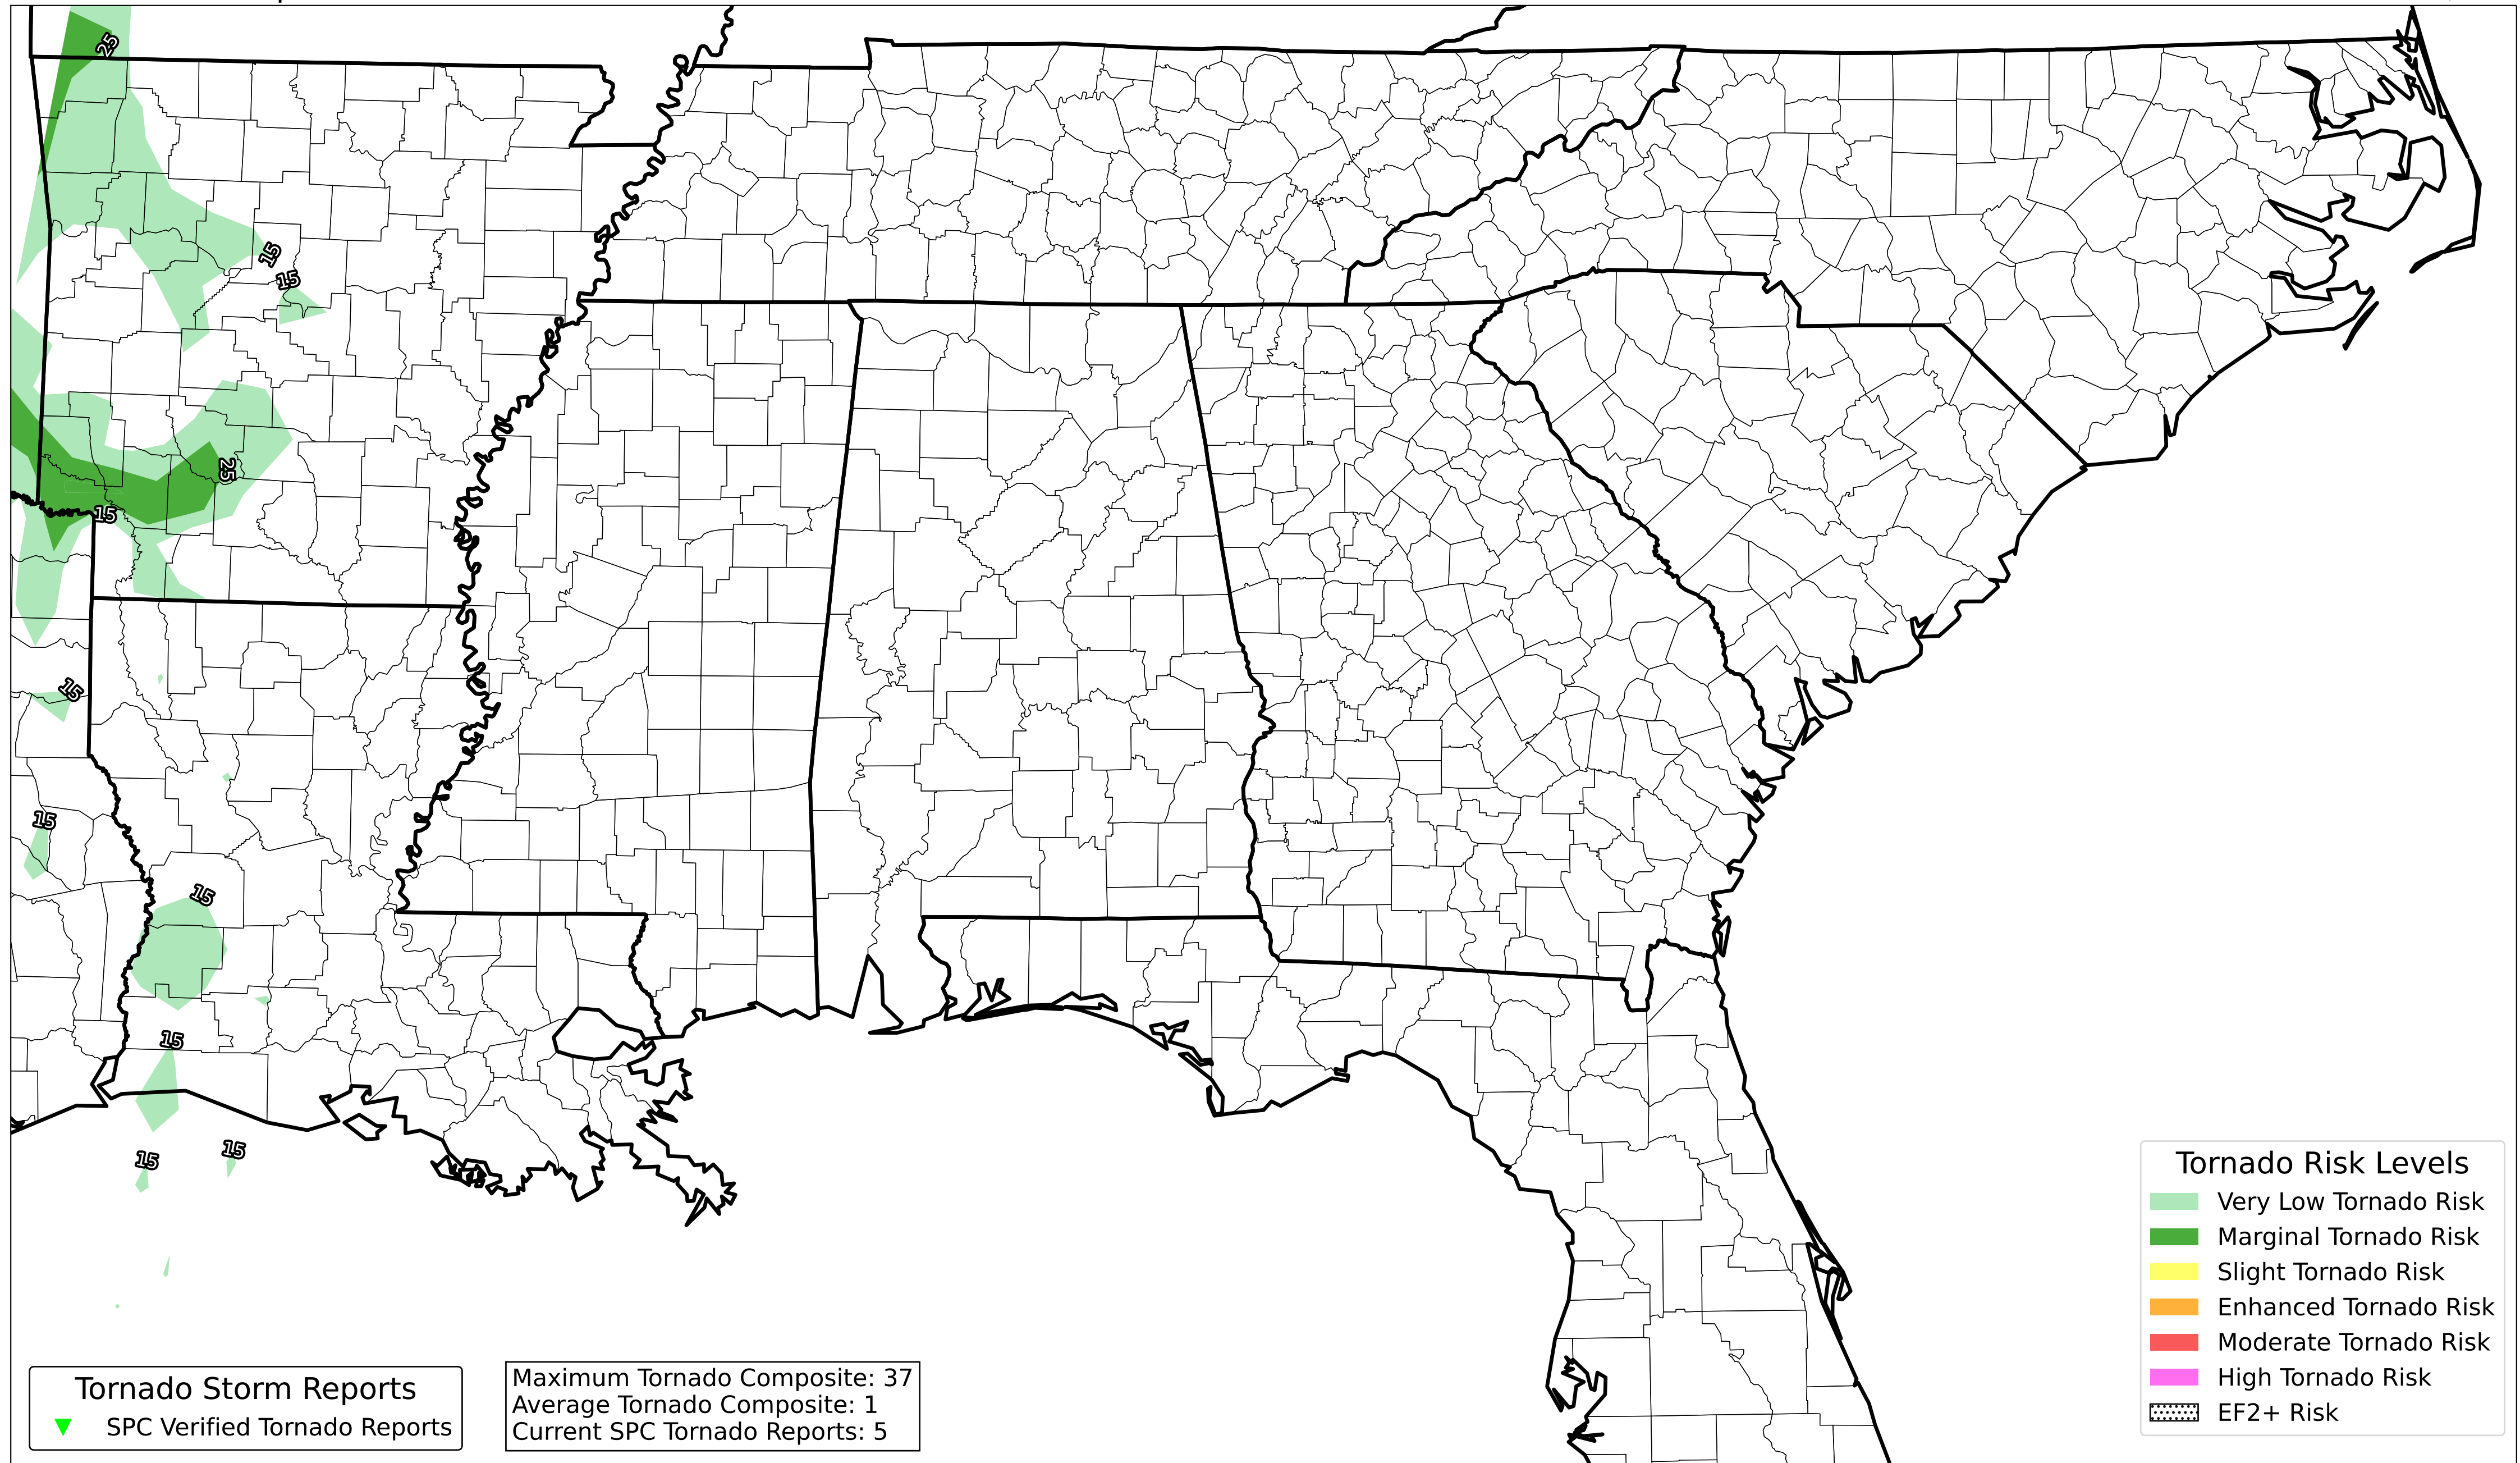 25
15
15
25
15
15
15
15
15
15
15
Tornado Risk Levels
Very Low Tornado Risk
Marginal Tornado Risk
Slight Tornado Risk
Enhanced Tornado Risk
Moderate Tornado Risk
High Tornado Risk
EF2+ Risk
Tornado Storm Reports
SPC Verified Tornado Reports
Maximum Tornado Composite: 37
Average Tornado Composite: 1
Current SPC Tornado Reports: 5